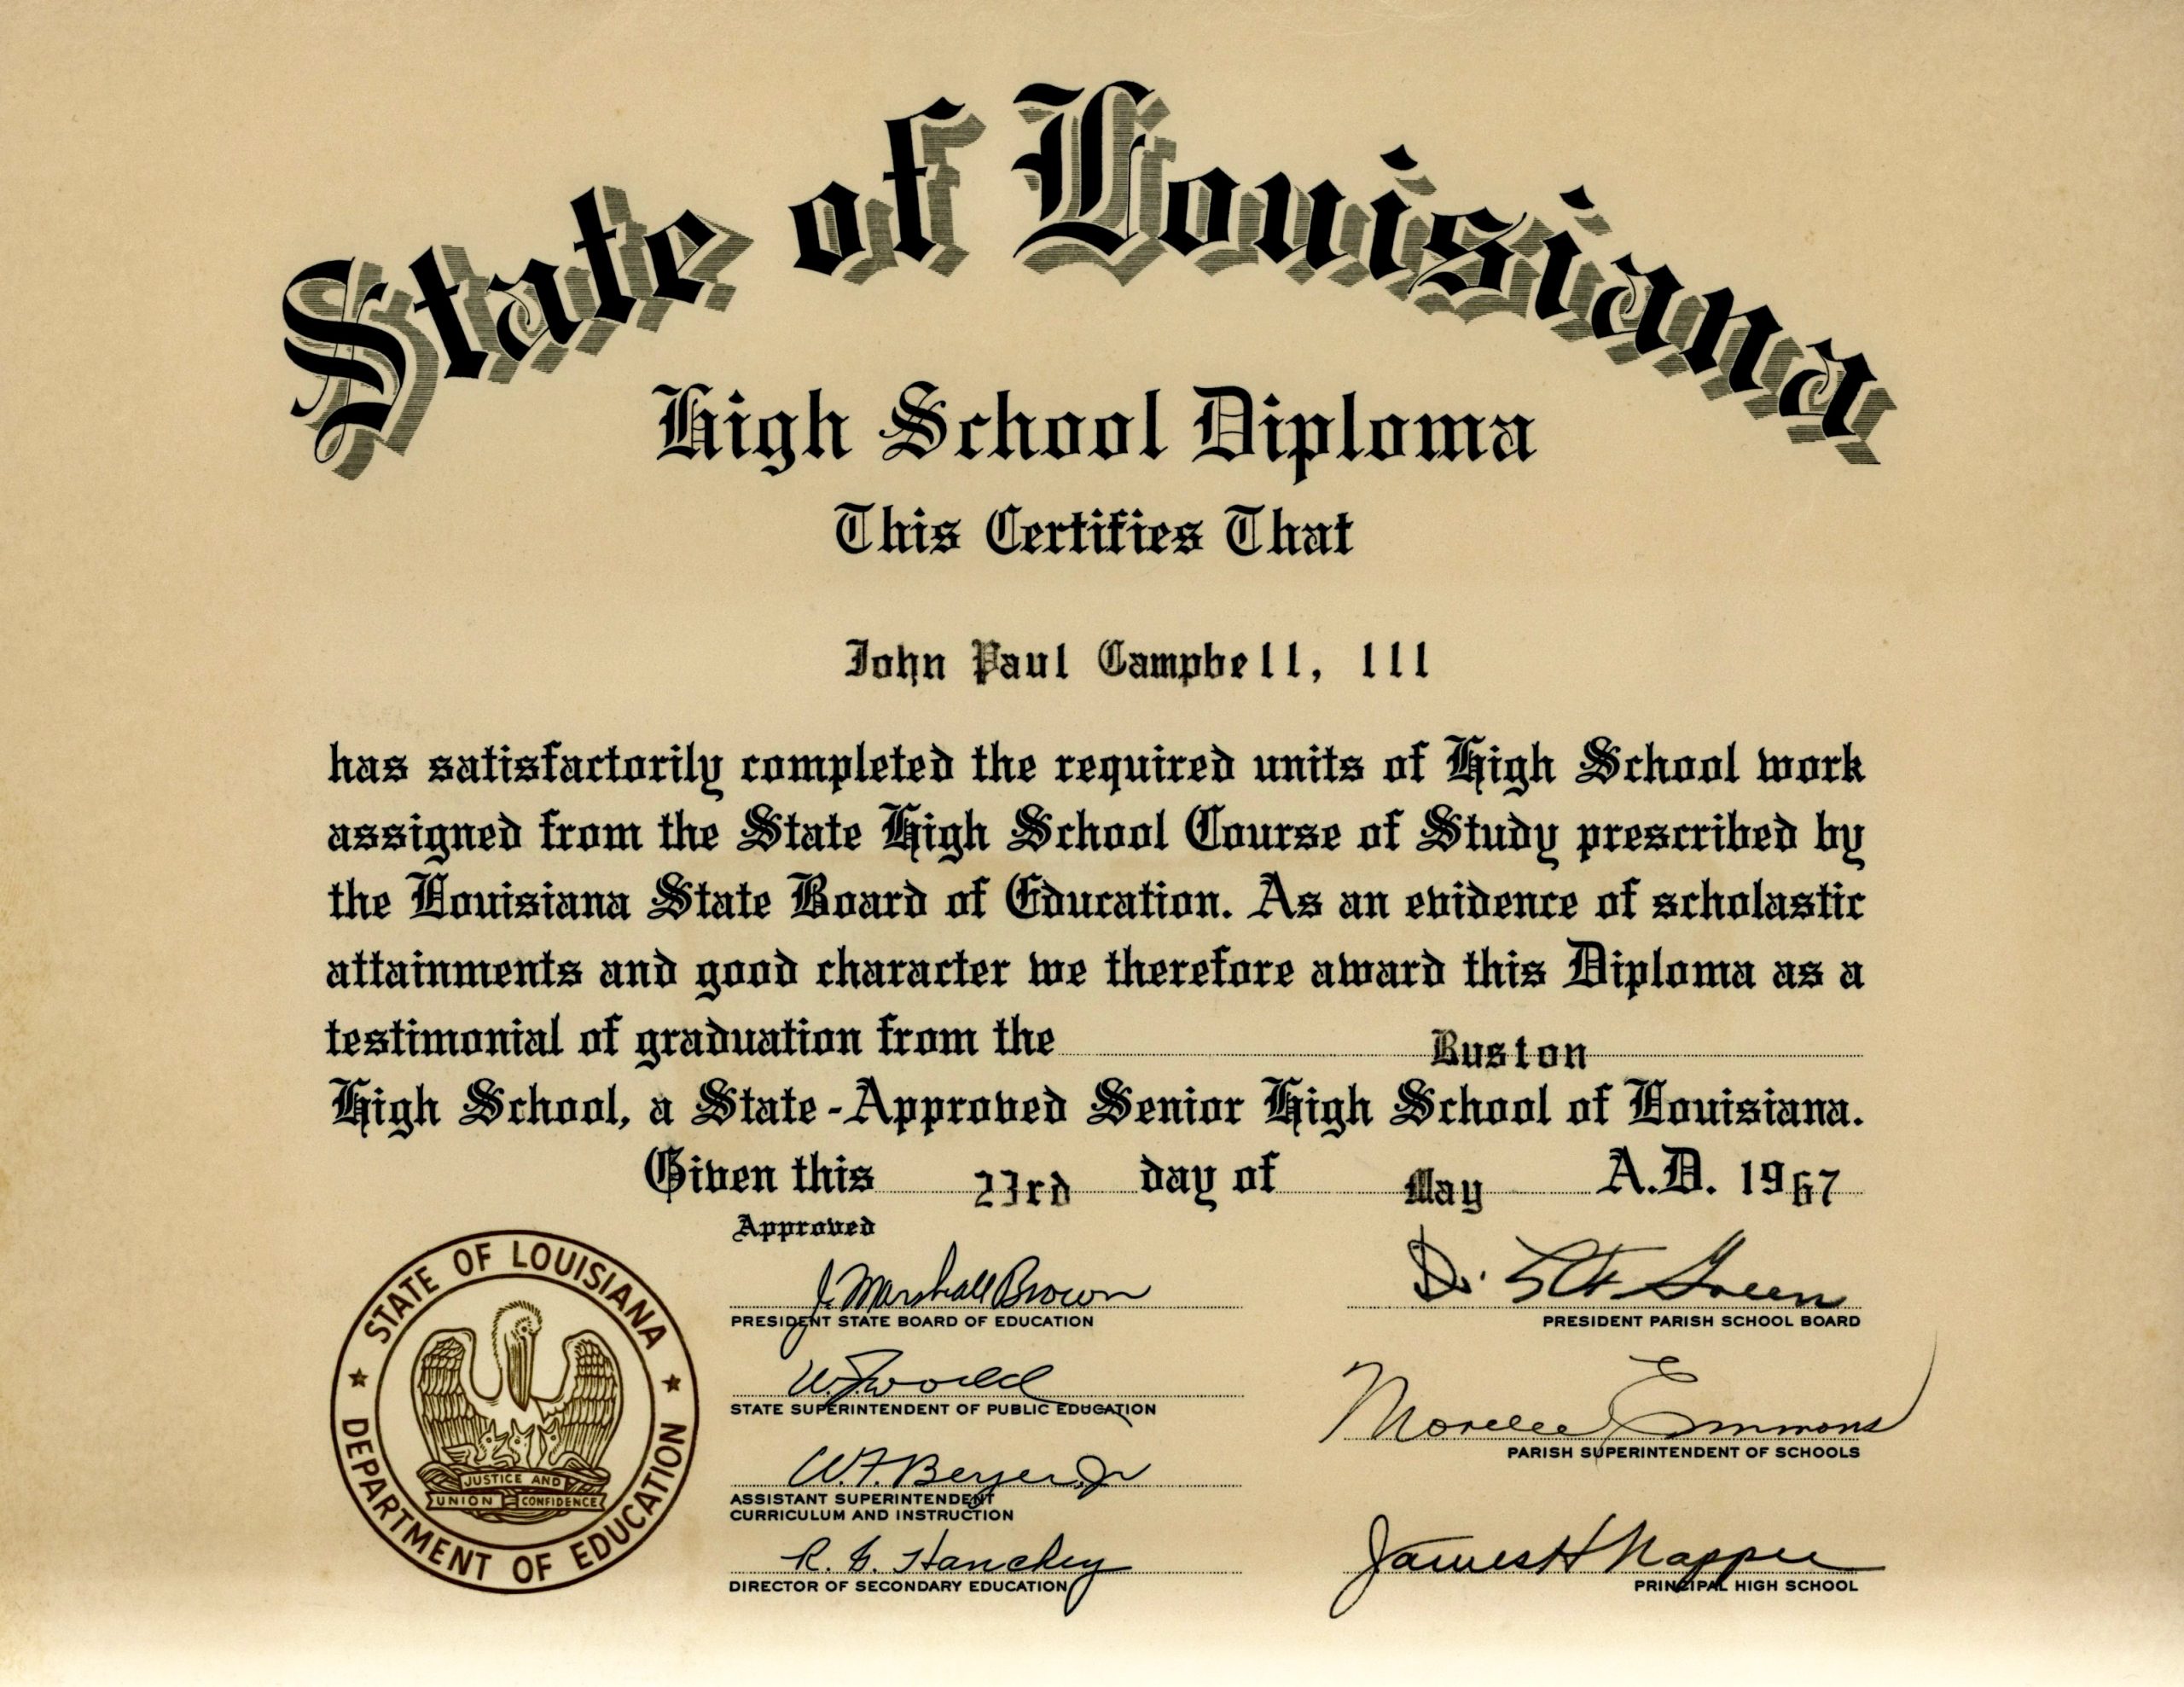 State of Louisiana
High School Diploma
This Certifies That
John Paul Campbell, lll
has satisfactorily completed the required units of High School work
assigned from the State High School Course of Study prescribed by
the Louisiana State Board of Education. As an evidence of scholastic
attainments and good character we therefore award this Diploma as a
testimonial of graduation from the Ruston
High School, a State-Approved Senior High School of Louisiana.
Given this 23rd day of May A.D. 1967
Approved
J. Marshall Brown
PRESIDENT STATE BOARD OF EDUCATION
STATE SUPERINTENDENT OF PUBLIC EDUCATION
W.F. Beyer Jr
ASSISTANT SUPERINTENDENT
CURRICULUM AND INSTRUCTION
DIRECTOR OF SECONDARY EDUCATION
Green
PRESIDENT PARISH SCHOOL BOARD
Morelle Emmons
PARISH SUPERINTENDENT OF SCHOOLS
James H Napper
PRINCIPAL HIGH SCHOOL
STATE OF LOUISIANA
DEPARTMENT OF EDUCATION
JUSTICE AND
UNION CONFIDENCE